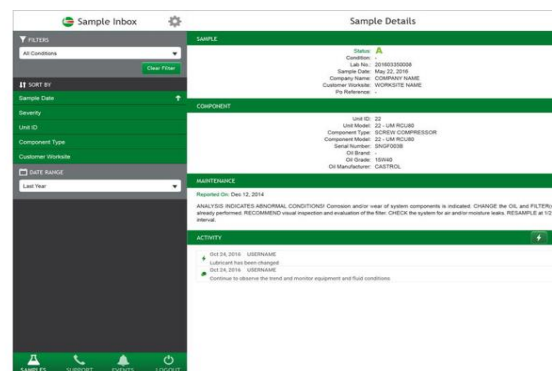 Sample Inbox
FILTERS
All Conditions
Clear Filter
SORT BY
Sample Date
Severity
Unit ID
Component Type
Customer Worksite
DATE RANGE
Last Year
SAMPLES SUPPORT EVENTS LOGOUT
Sample Details
SAMPLE
Status: A
Condition: -
Lab No.: 201603350008
Sample Date: May 22, 2016
Company Name: COMPANY NAME
Customer Worksite: WORKSITE NAME
Po Reference: -
COMPONENT
Unit ID: 22
Unit Model: 22 - UM RCU80
Component Type: SCREW COMPRESSOR
Component Model: 22 - UM RCU80
Serial Number: SNGF003B
Oil Brand: -
Oil Grade: 15W40
Oil Manufacturer: CASTROL
MAINTENANCE
Reported On: Dec 12, 2014
ANALYSIS INDICATES ABNORMAL CONDITIONS! Corrosion and/or wear of system components is indicated. CHANGE the OIL and FILTER(s
already performed. RECOMMEND visual inspection and evaluation of the filter. CHECK the system for air and/or moisture leaks. RESAMPLE at 1/2
interval.
ACTIVITY
Oct 24, 2016 USERNAME
Lubricant has been changed
Oct 24, 2016 USERNAME
Continue to observe the trend and monitor equipment and fluid conditions